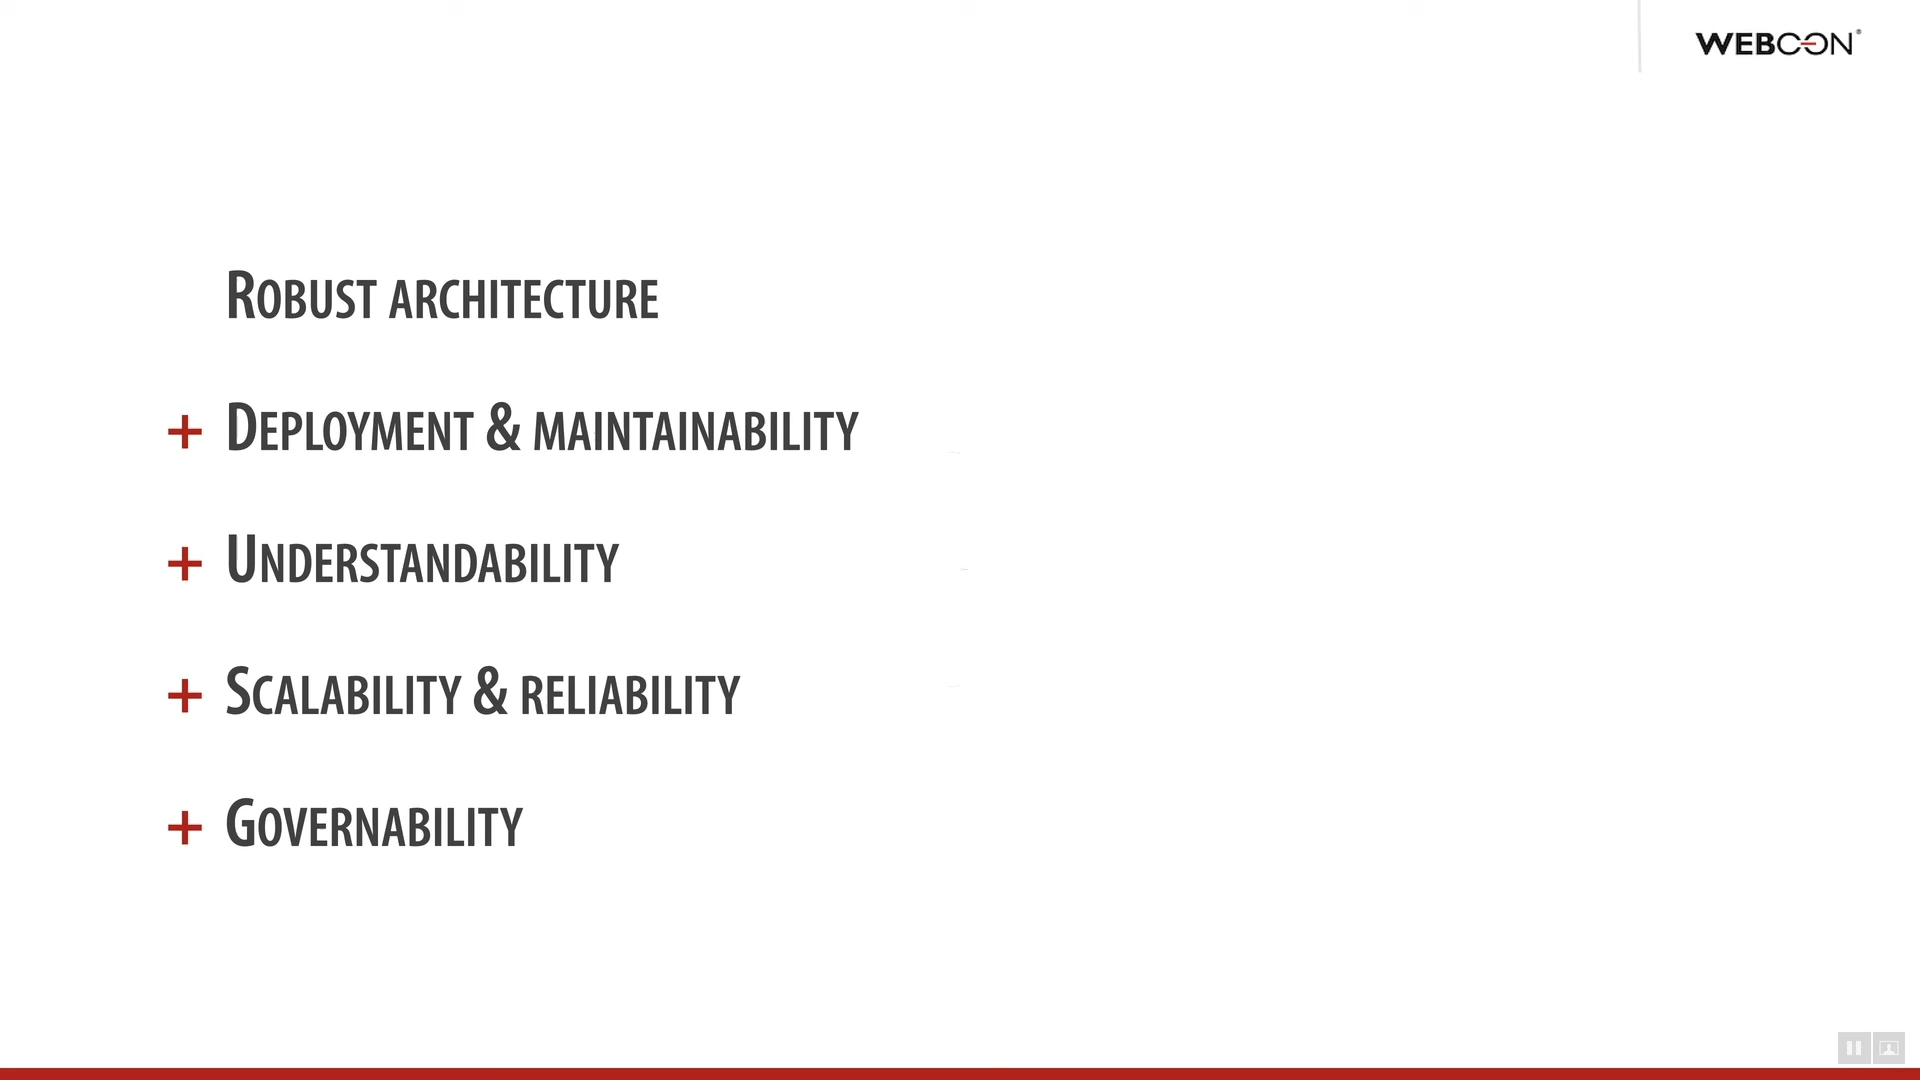 WEBCON®
ROBUST ARCHITECTURE
+ DEPLOYMENT & MAINTAINABILITY
+ UNDERSTANDABILITY
+ SCALABILITY & RELIABILITY
+ GOVERNABILITY